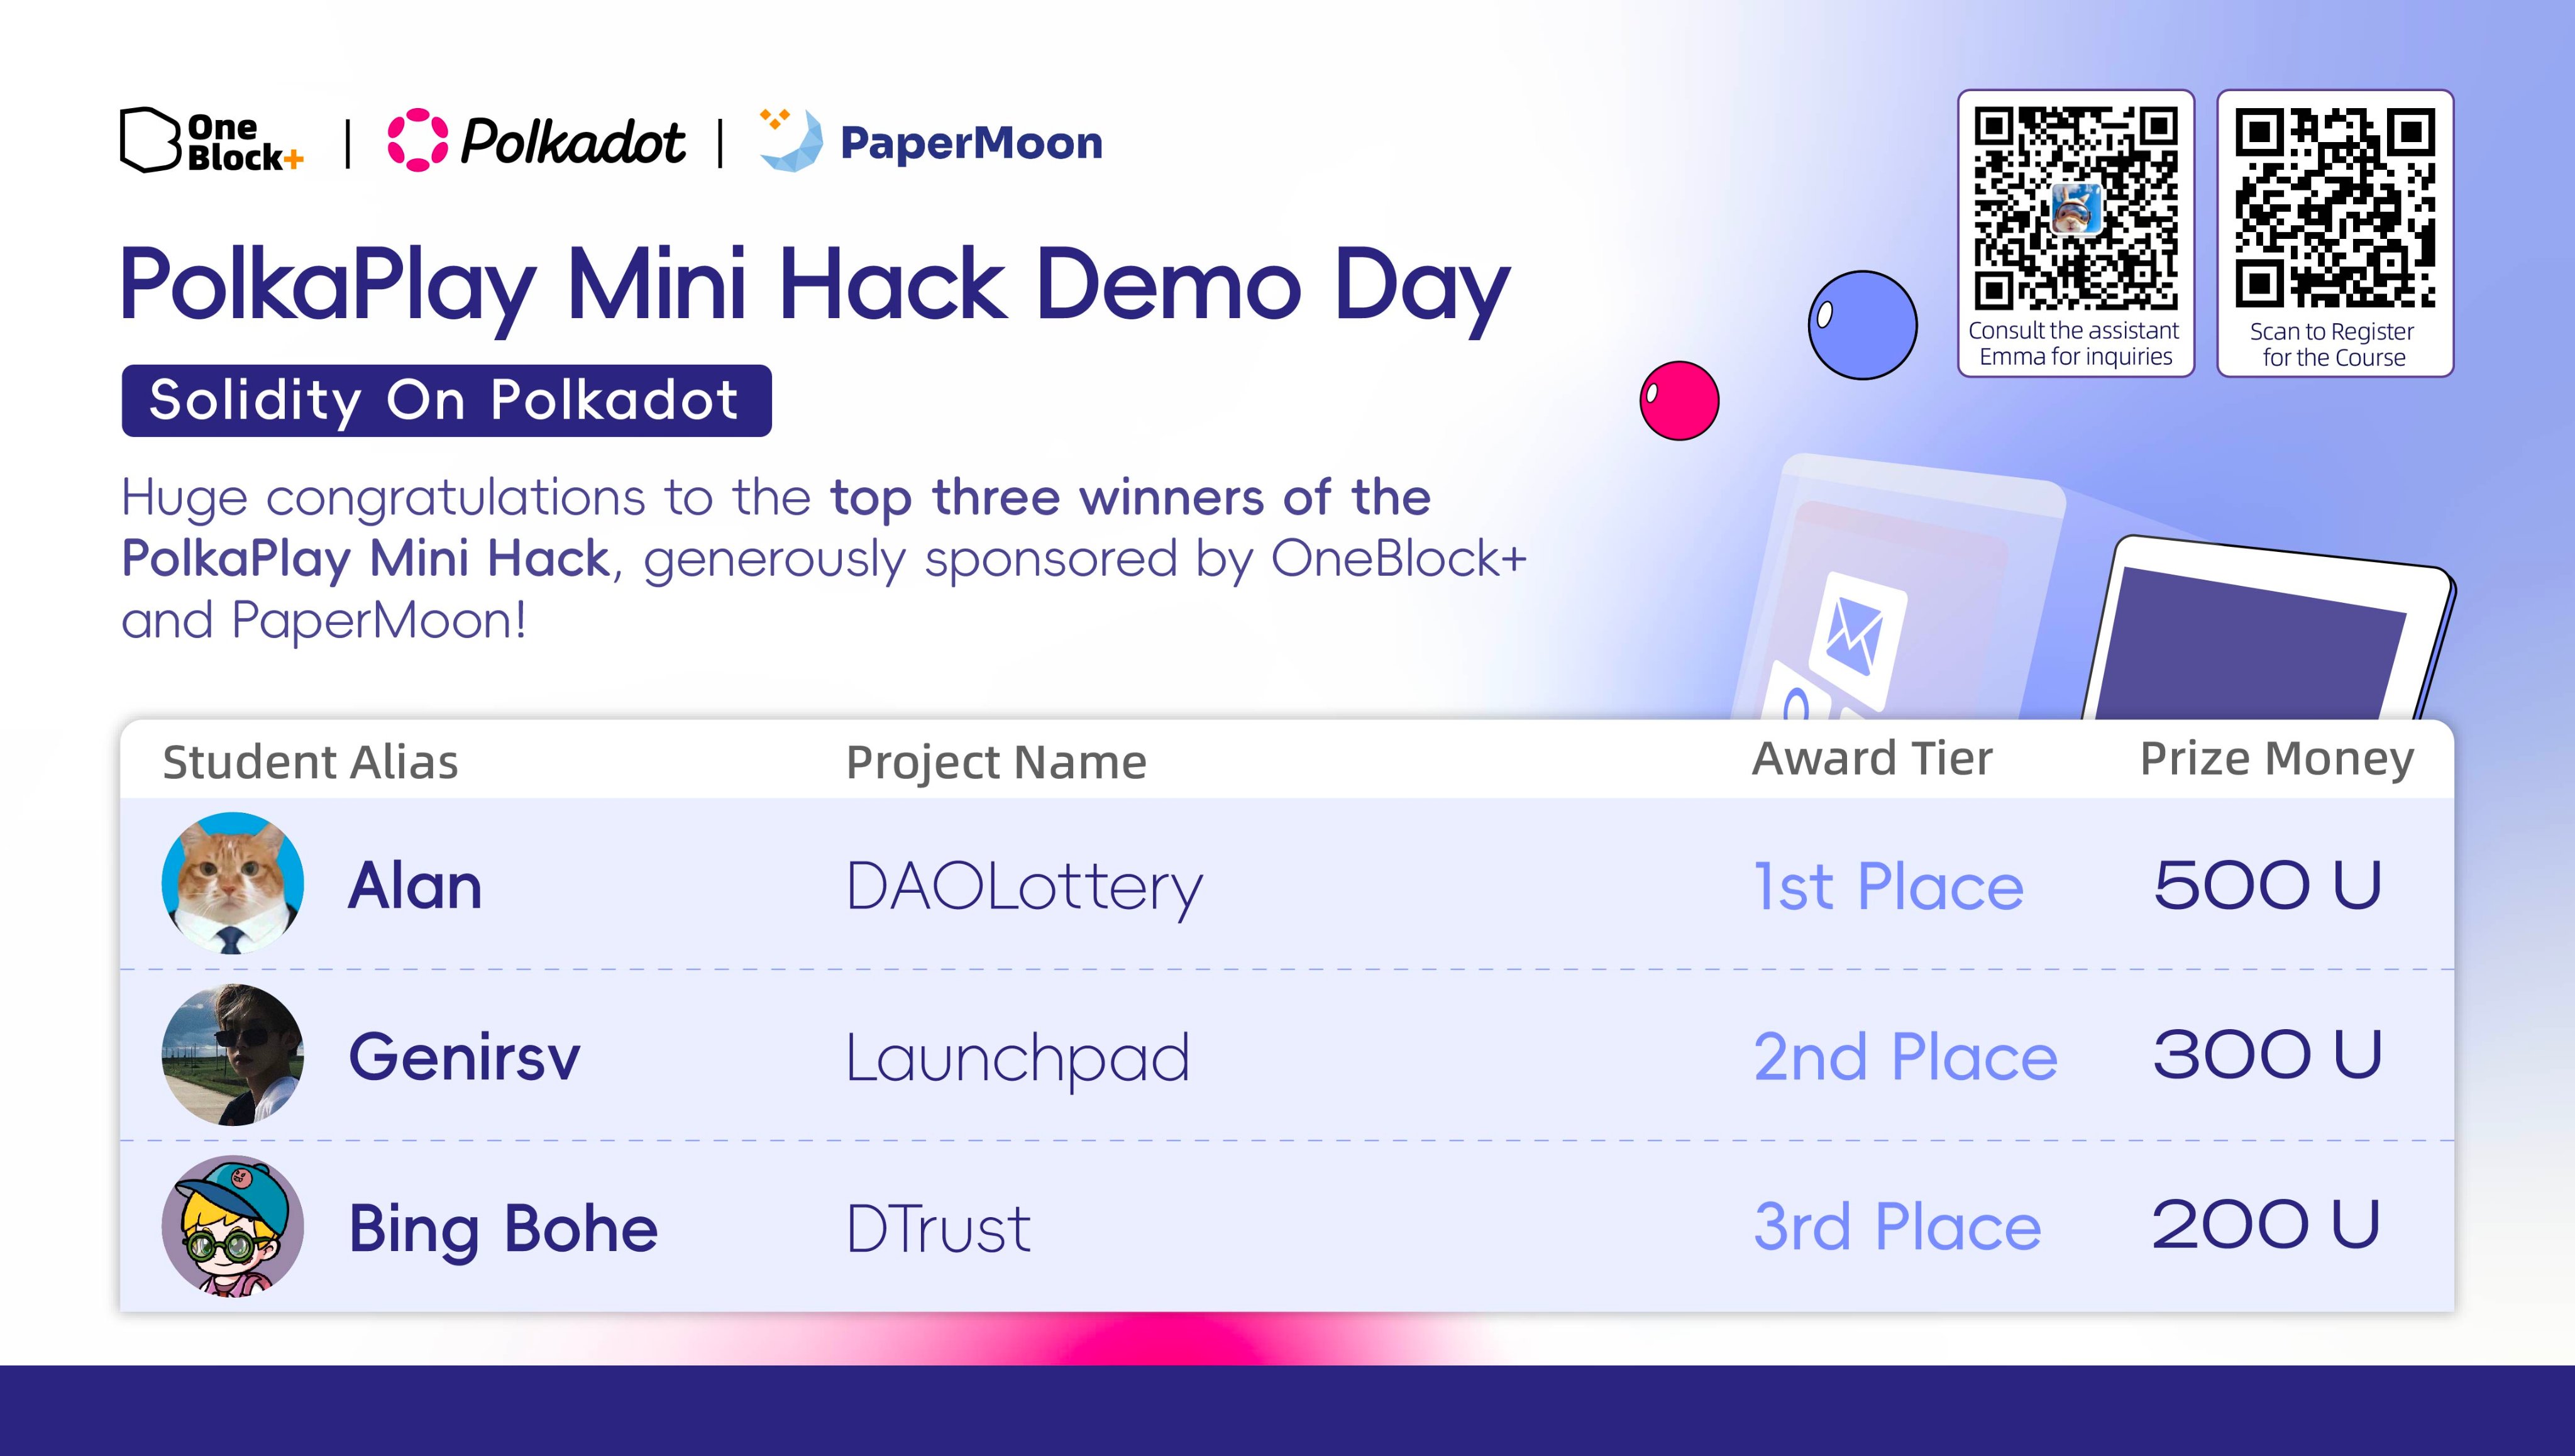 One Block+ | Polkadot | PaperMoon
PolkaPlay Mini Hack Demo Day
Solidity On Polkadot
Huge congratulations to the top three winners of the
PolkaPlay Mini Hack, generously sponsored by OneBlock+
and PaperMoon!
Consult the assistant
Emma for inquiries
Scan to Register
for the Course
Student Alias Project Name Award Tier Prize Money
Alan DAOLottery 1st Place 500 U
Genirsv Launchpad 2nd Place 300 U
Bing Bohe DTrust 3rd Place 200 U